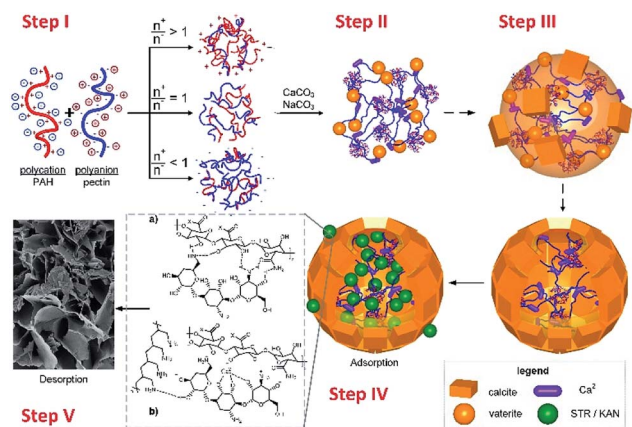 Step I
Step II
Step III
n⁺
n⁻
> 1
n⁺
n⁻
= 1
n⁺
n⁻
< 1
CaCO₃
NaCO₃
polycation
PAH
polyanion
pectin
a)
b)
Desorption
Step V
Adsorption
Step IV
legend
calcite
Ca²
vaterite
STR / KAN